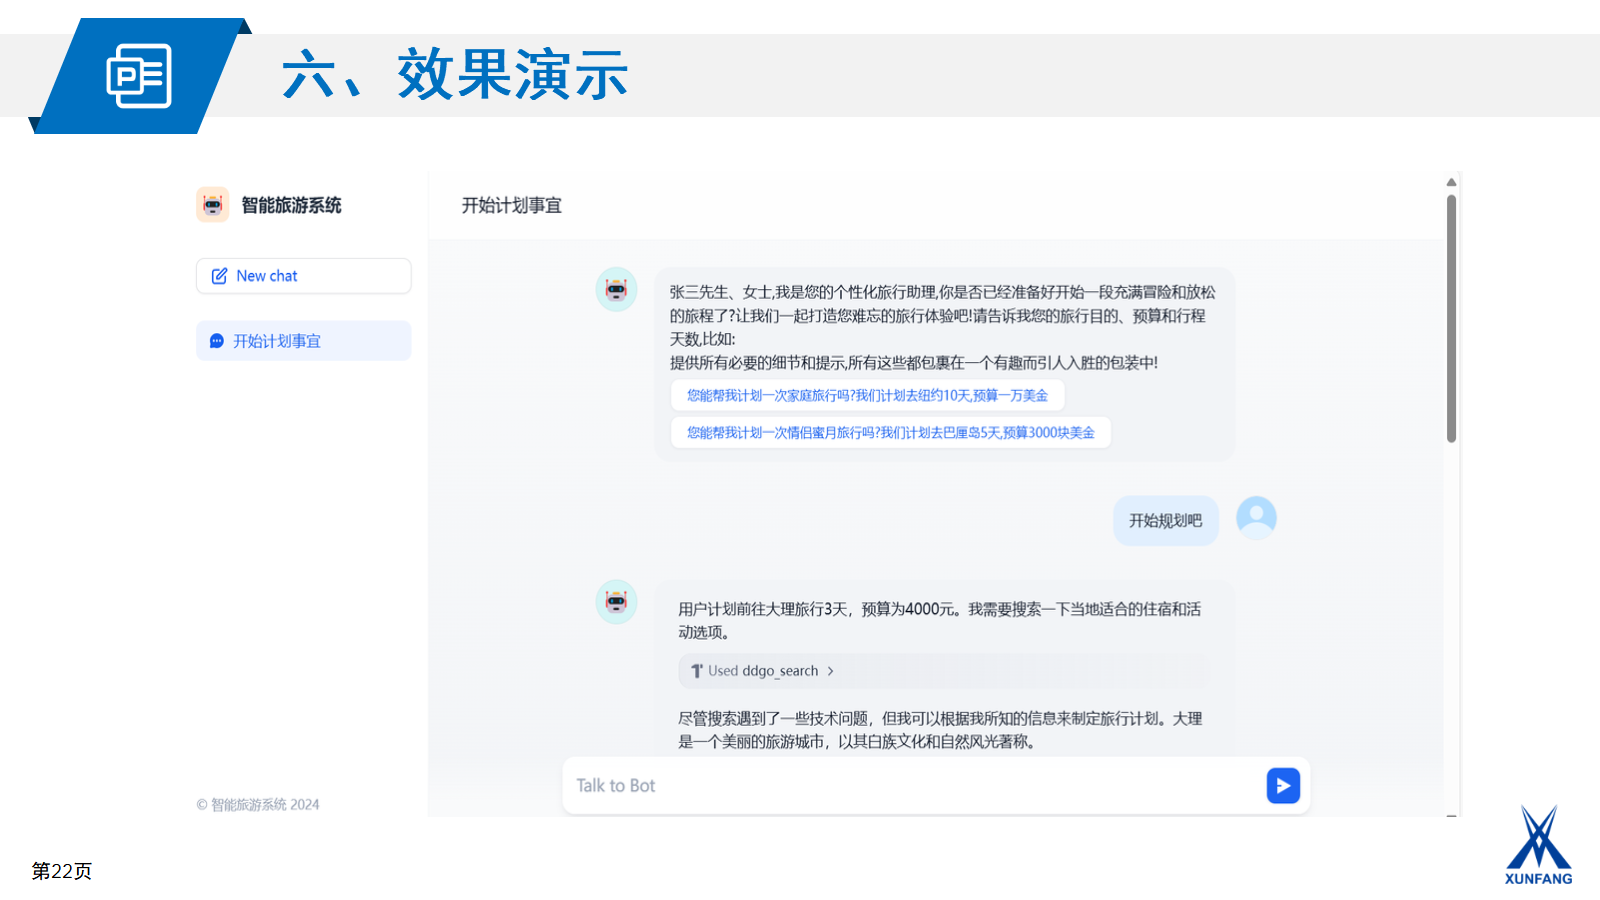 六、效果演示
智能旅游系统
New chat
开始计划事宜
© 智能旅游系统 2024
开始计划事宜
张三先生、女士,我是您的个性化旅行助理,你是否已经准备好开始一段充满冒险和放松
的旅程了?让我们一起打造您难忘的旅行体验吧!请告诉我您的旅行目的、预算和行程
天数,比如:
提供所有必要的细节和提示,所有这些都包裹在一个有趣而引人入胜的包装中!
您能帮我计划一次家庭旅行吗?我们计划去纽约10天,预算一万美金
您能帮我计划一次情侣蜜月旅行吗?我们计划去巴厘岛5天,预算3000块美金
开始规划吧
用户计划前往大理旅行3天，预算为4000元。我需要搜索一下当地适合的住宿和活
动选项。
Used ddgo_search
尽管搜索遇到了一些技术问题，但我可以根据我所知的信息来制定旅行计划。大理
是一个美丽的旅游城市，以其白族文化和自然风光著称。
Talk to Bot
第22页
XUNFANG